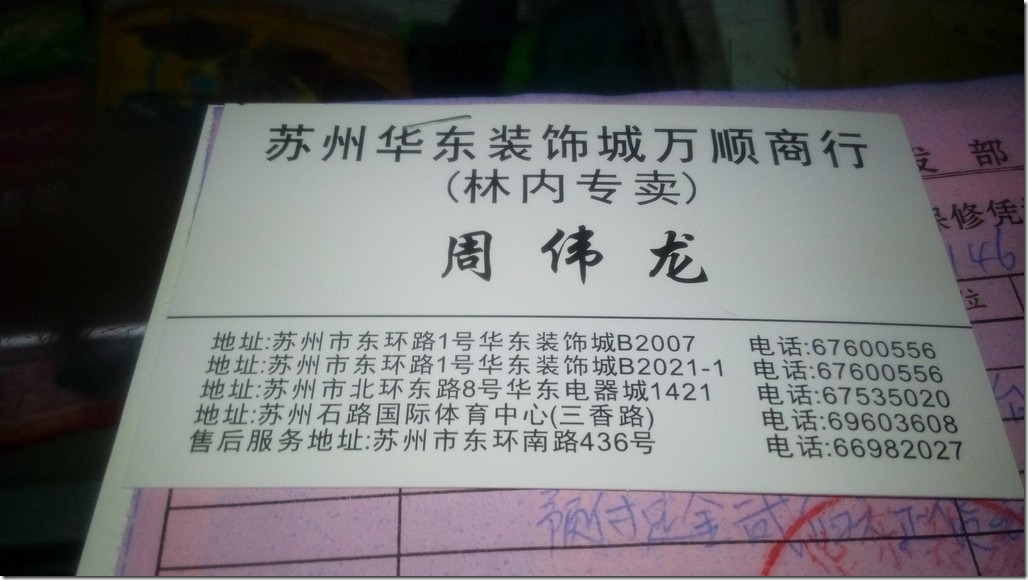 苏州华东装饰城万顺商行
(林内专卖)
周伟龙
地址:苏州市东环路1号华东装饰城B2007 电话:67600556
地址:苏州市东环路1号华东装饰城B2021-1 电话:67600556
地址:苏州市北环东路8号华东电器城1421 电话:67535020
地址:苏州石路国际体育中心(三香路) 电话:69603608
售后服务地址:苏州市东环南路436号 电话:66982027
部
修凭
146
位